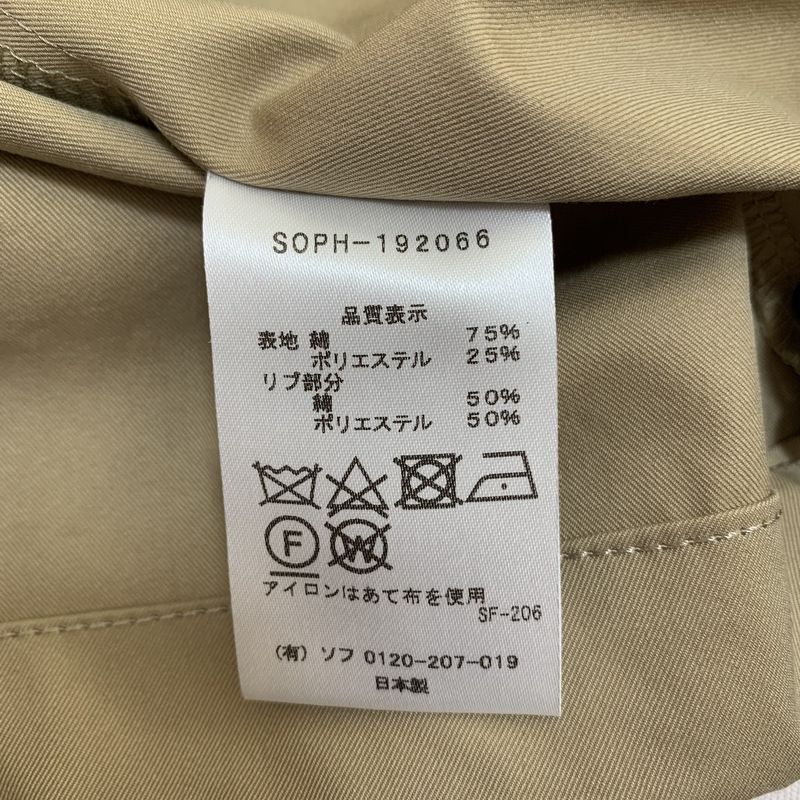 SOPH-192066
品質表示
表地 綿 75%
ポリエステル 25%
リブ部分
綿 50%
ポリエステル 50%
F W
アイロンはあて布を使用
SF-206
(有) ソフ 0120-207-019
日本製